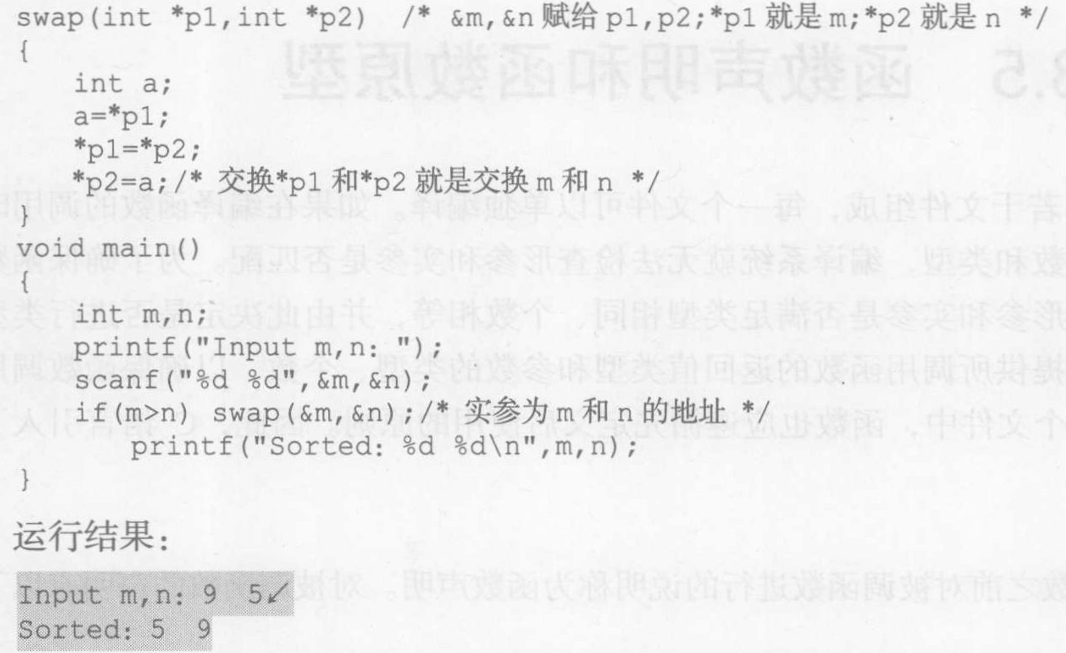 swap(int *p1,int *p2)  /* &m,&n 赋给 p1,p2;*p1 就是 m;*p2 就是 n */
{
    int a;
    a=*p1;
    *p1=*p2;
    *p2=a;/* 交换*p1 和*p2 就是交换 m 和 n */
}
void main()
{
    int m,n;
    printf("Input m,n: ");
    scanf("%d %d",&m,&n);
    if(m>n) swap(&m,&n);/* 实参为 m 和 n 的地址 */
        printf("Sorted: %d %d\n",m,n);
}
运行结果：
Input m,n: 9  5↙
Sorted: 5  9